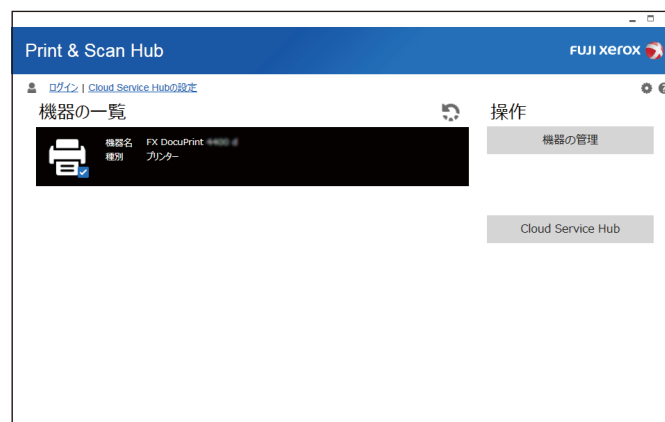 Print & Scan Hub
FUJI XEROX
ログイン | Cloud Service Hubの設定
機器の一覧
操作
機器名 FX DocuPrint
種別 プリンター
機器の管理
Cloud Service Hub